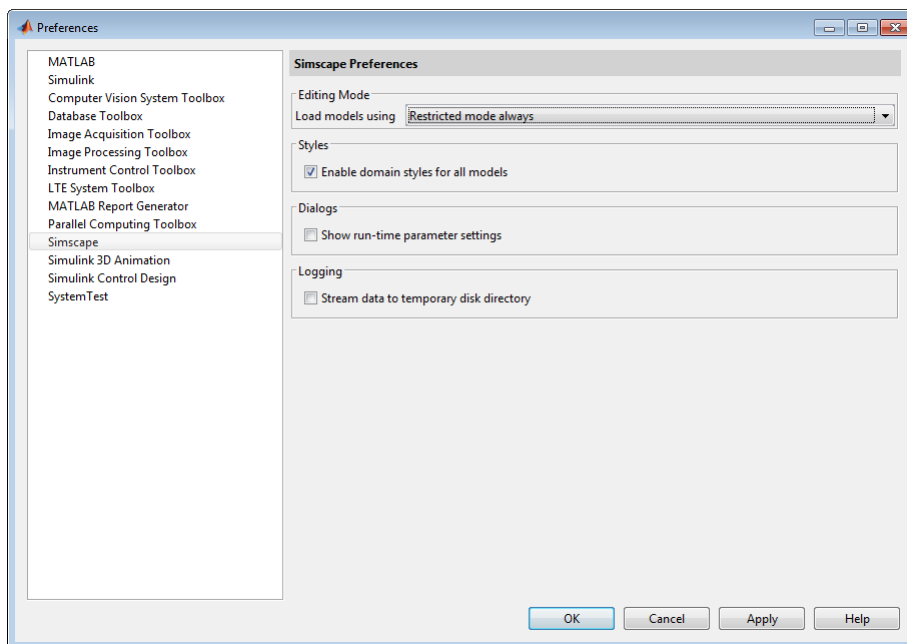 Preferences
MATLAB
Simulink
Computer Vision System Toolbox
Database Toolbox
Image Acquisition Toolbox
Image Processing Toolbox
Instrument Control Toolbox
LTE System Toolbox
MATLAB Report Generator
Parallel Computing Toolbox
Simscape
Simulink 3D Animation
Simulink Control Design
SystemTest
Simscape Preferences
Editing Mode
Load models using Restricted mode always
Styles
Enable domain styles for all models
Dialogs
Show run-time parameter settings
Logging
Stream data to temporary disk directory
OK Cancel Apply Help